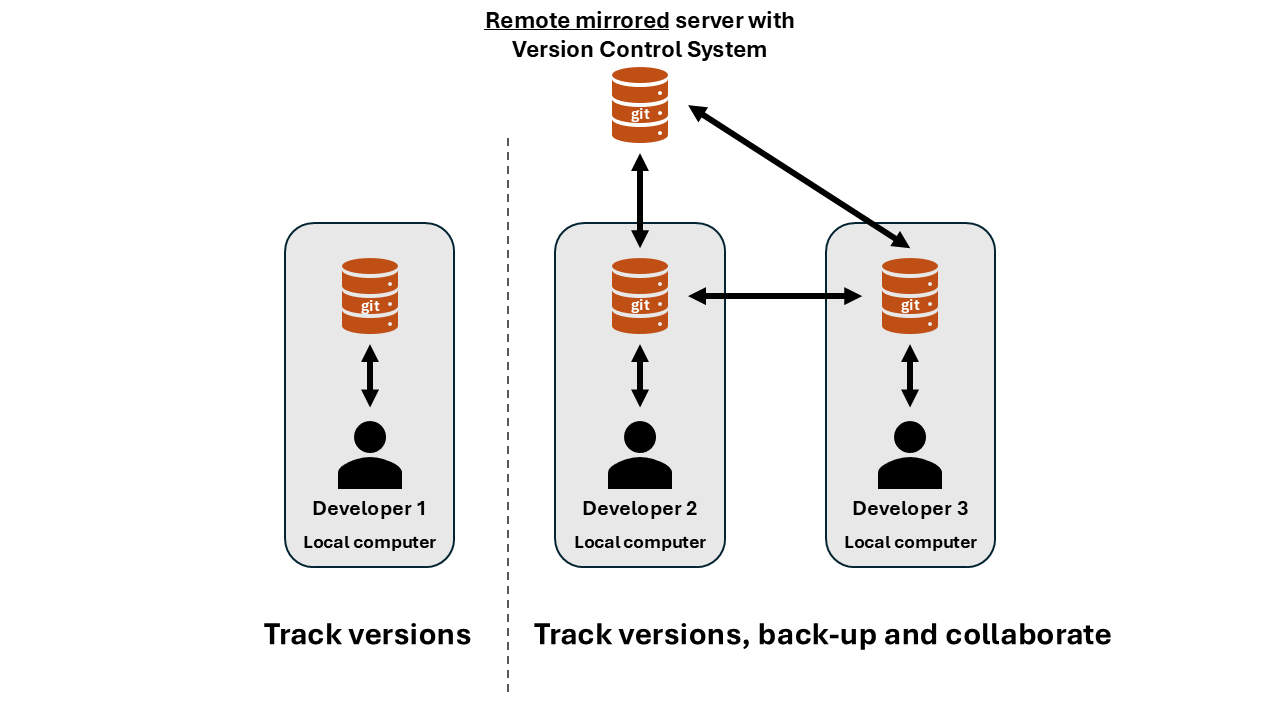 Remote mirrored server with
Version Control System
git
git
git
git
Developer 1
Local computer
Developer 2
Local computer
Developer 3
Local computer
Track versions
Track versions, back-up and collaborate